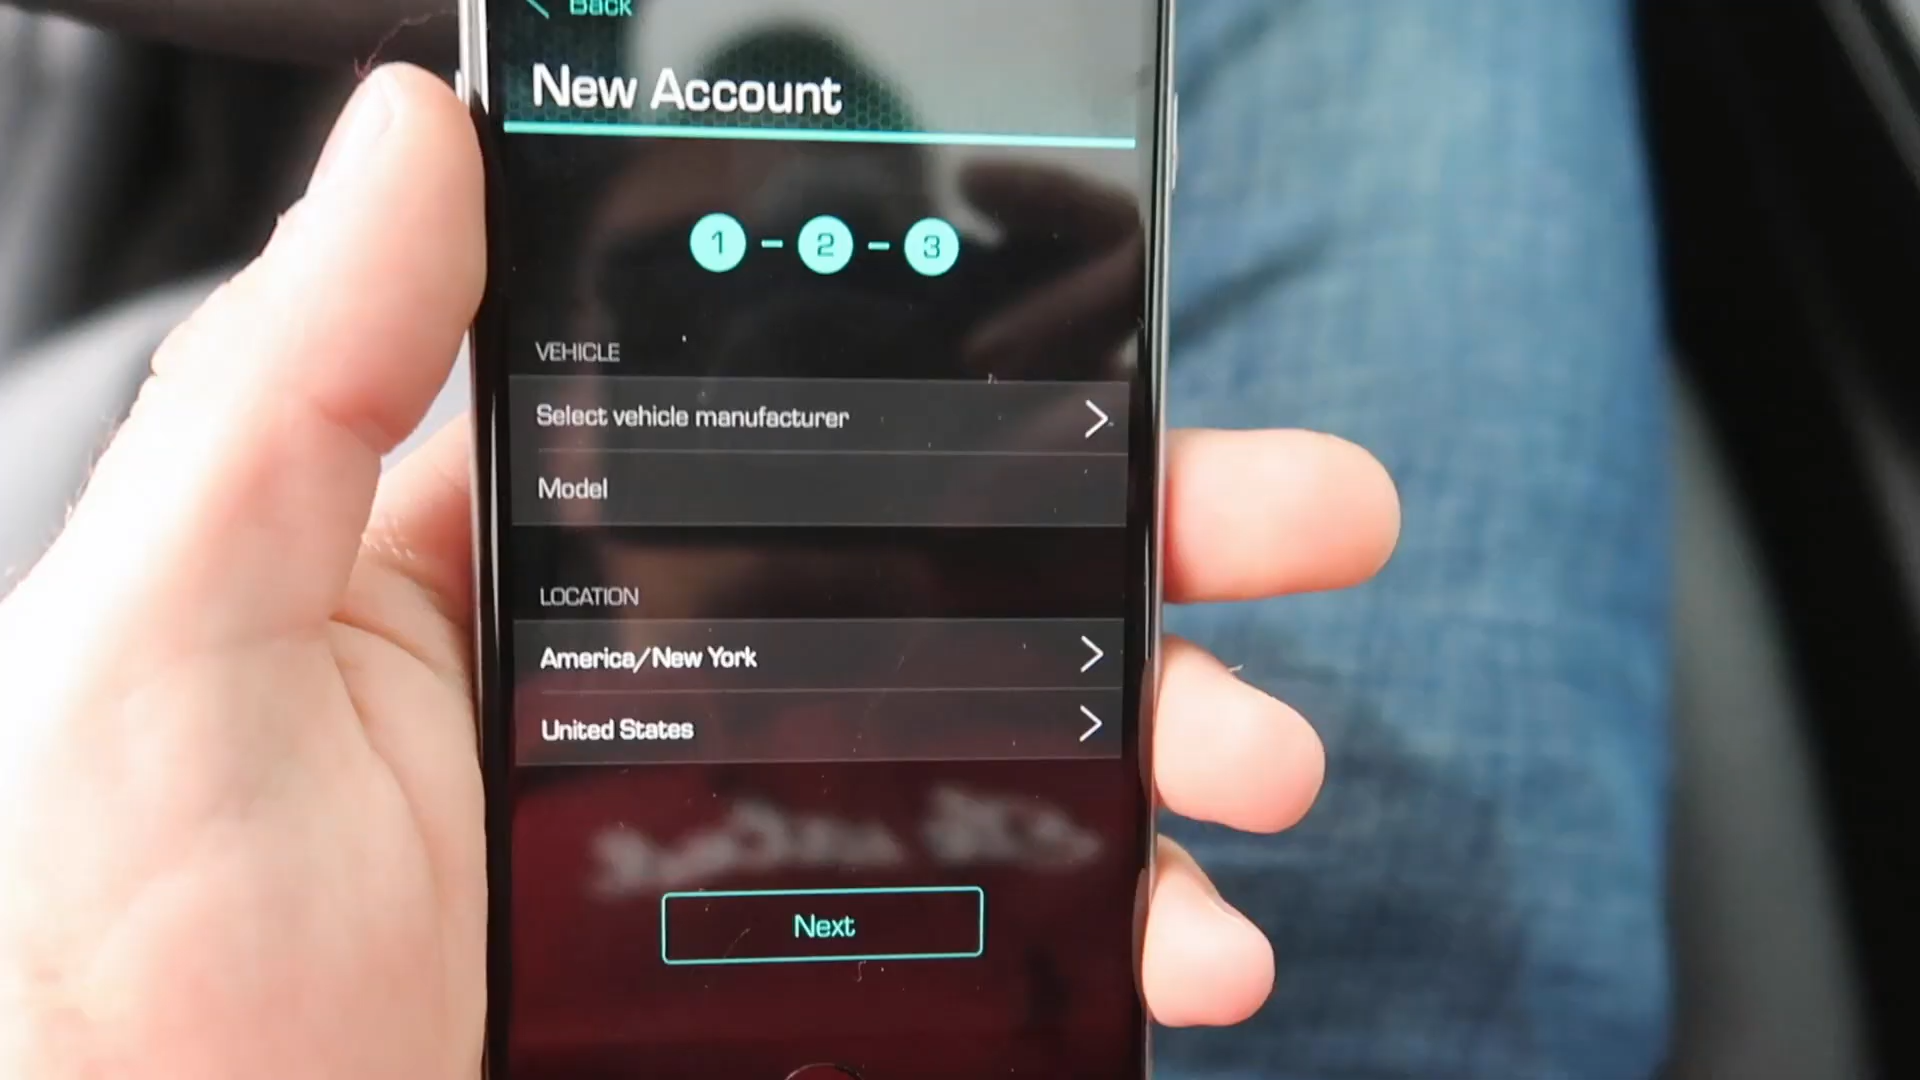 Back
New Account
1 - 2 - 3
VEHICLE
Select vehicle manufacturer
Model
LOCATION
America/New York
United States
Next